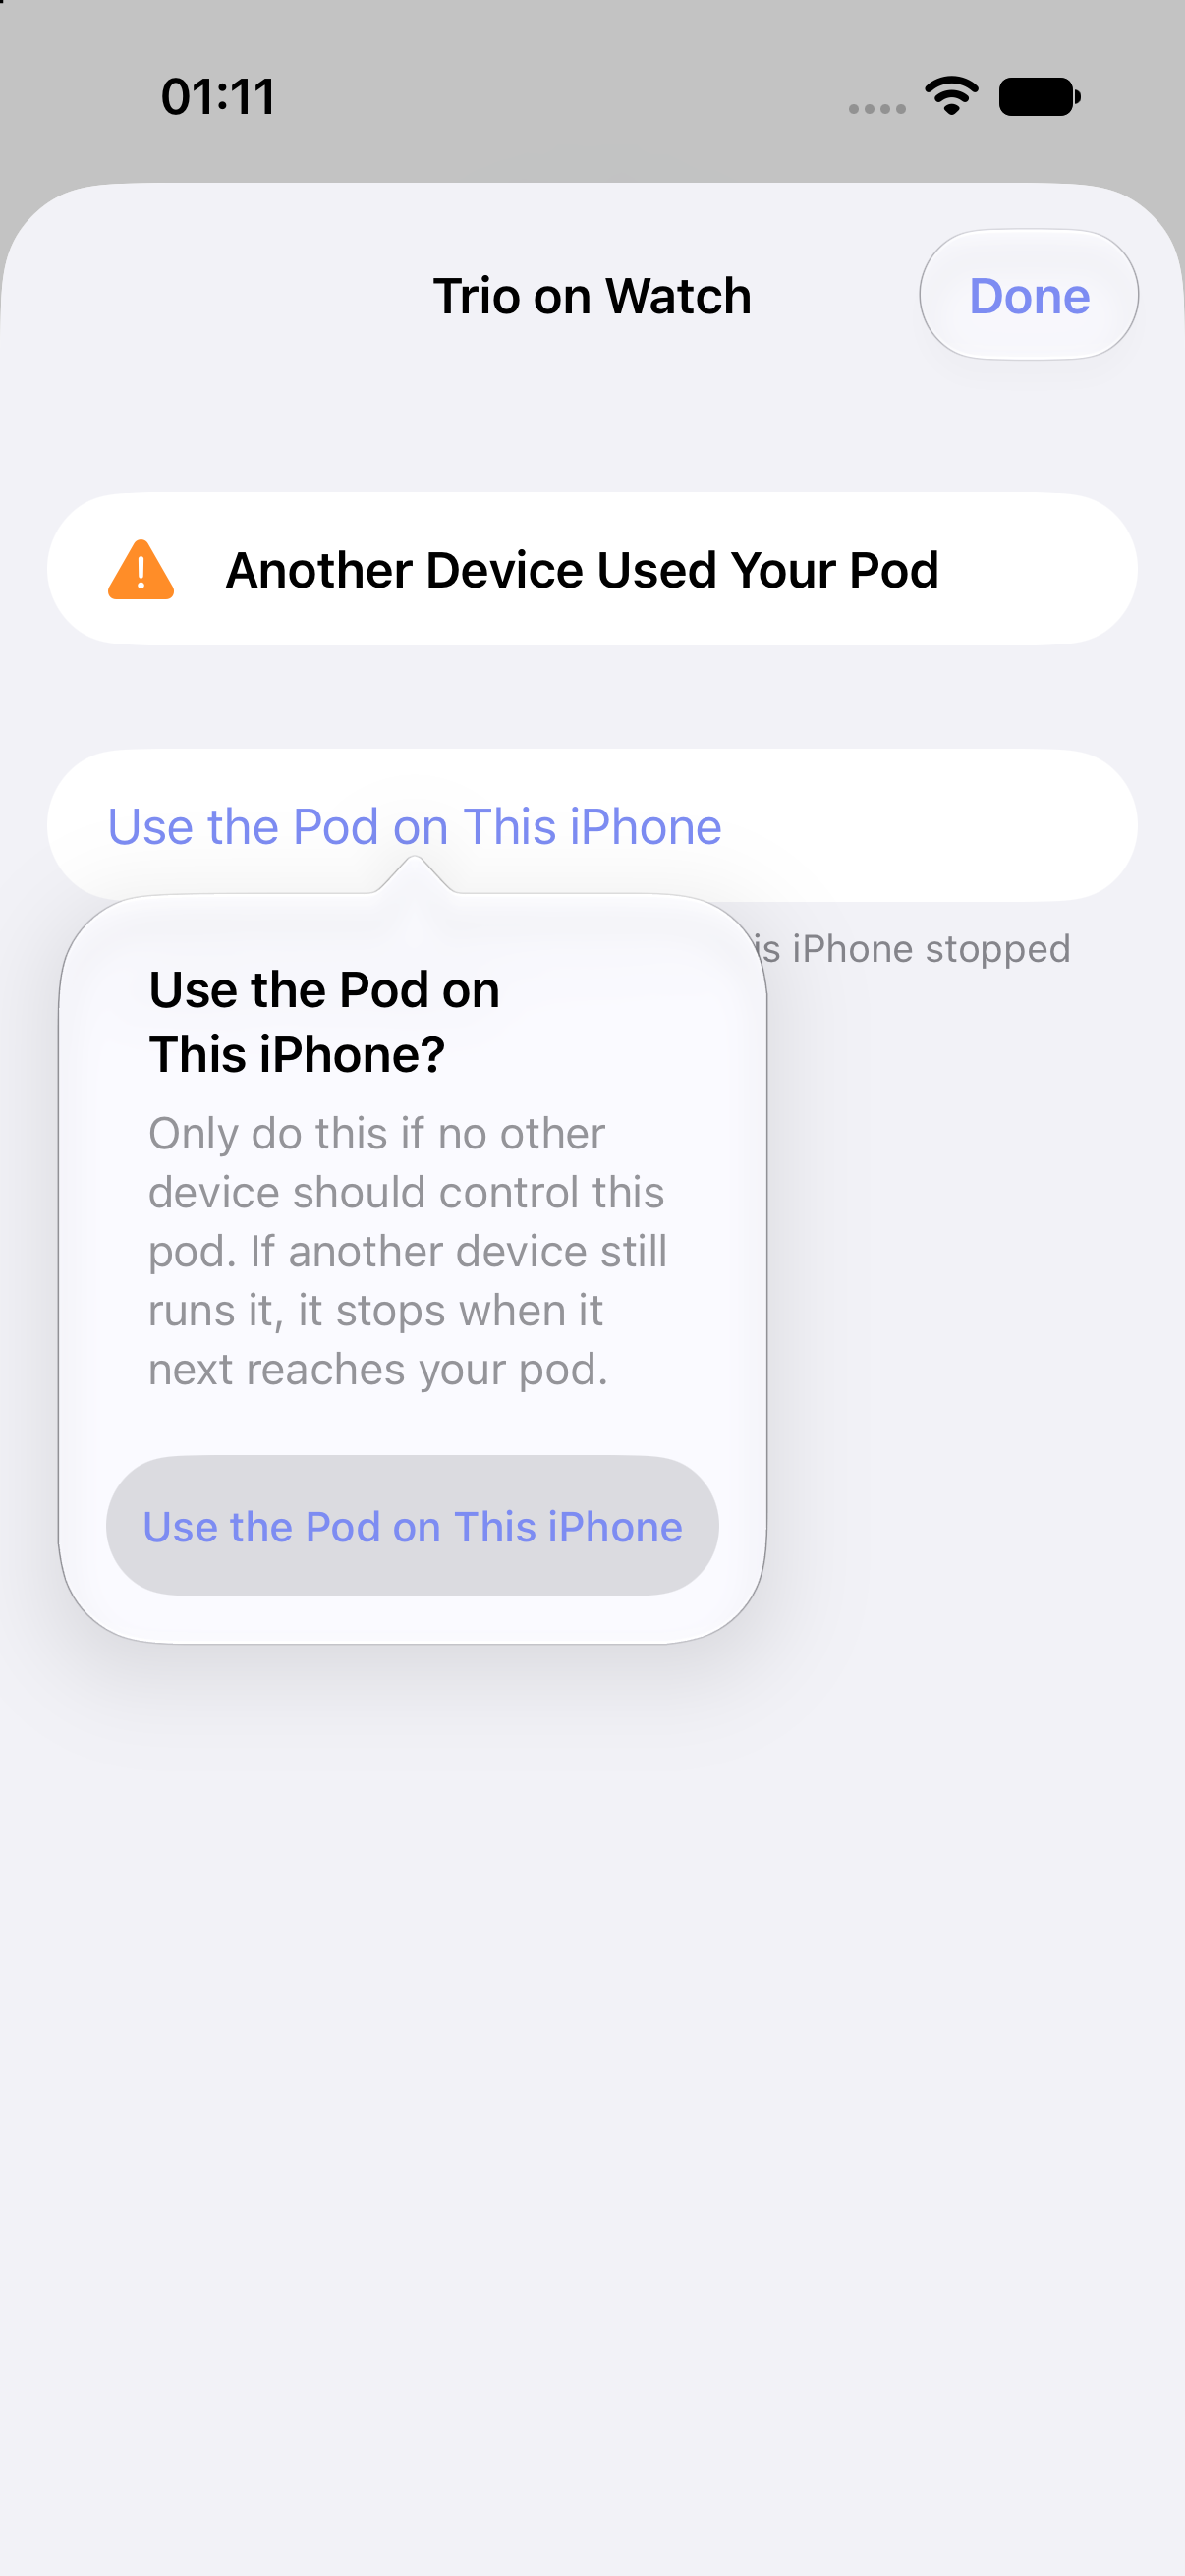 01:11
Trio on Watch
Done
Another Device Used Your Pod
Use the Pod on This iPhone
iPhone stopped
Use the Pod on
This iPhone?
Only do this if no other
device should control this
pod. If another device still
runs it, it stops when it
next reaches your pod.
Use the Pod on This iPhone